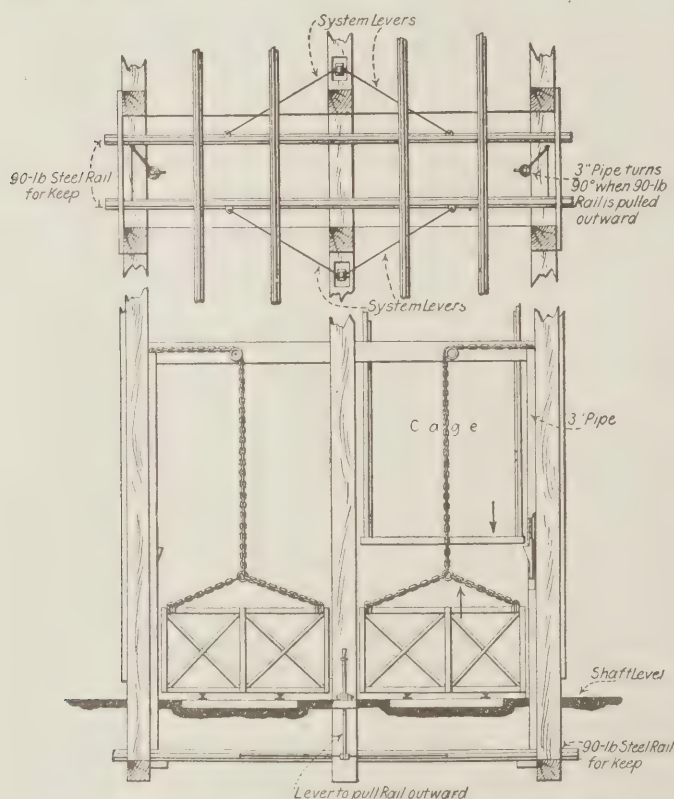 System Levers
90-lb Steel Rail
for Keep
3" Pipe turns
90° when 90-lb
Rail is pulled
outward
System Levers
Cage
3" Pipe
Shaft Level
90-lb Steel Rail
for Keep
Lever to pull Rail outward